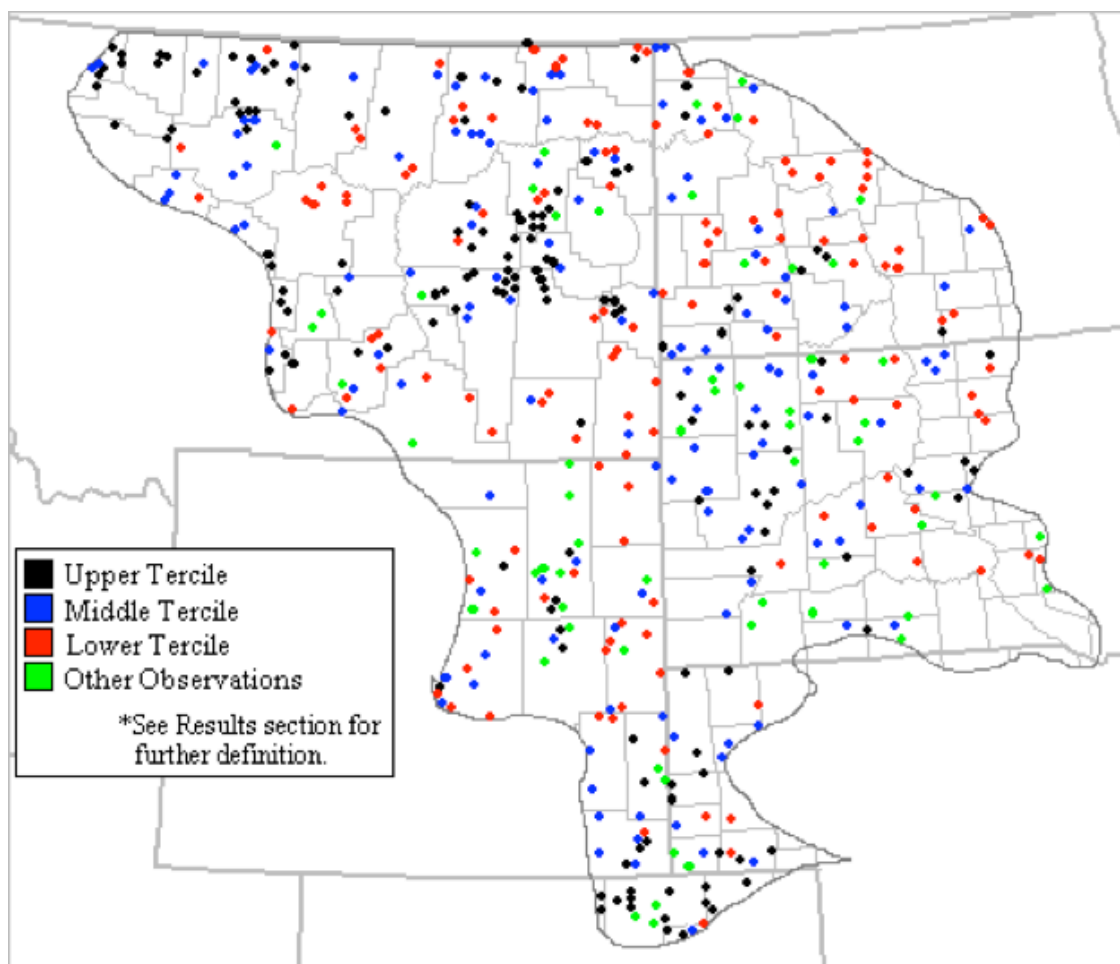 Upper Tercile
Middle Tercile
Lower Tercile
Other Observations
*See Results section for
further definition.